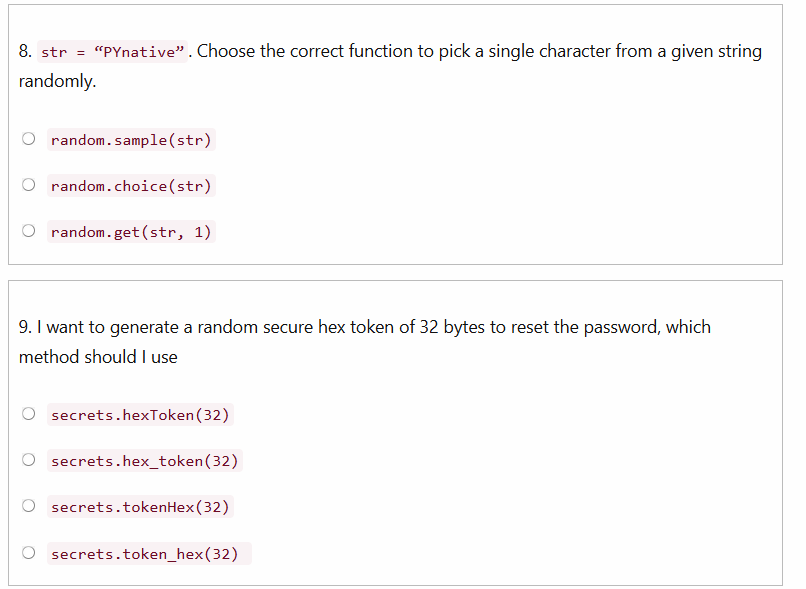 8. str = “PYnative”. Choose the correct function to pick a single character from a given string
randomly.
random.sample(str)
random.choice(str)
random.get(str, 1)
9. I want to generate a random secure hex token of 32 bytes to reset the password, which
method should I use
secrets.hexToken(32)
secrets.hex_token(32)
secrets.tokenHex(32)
secrets.token_hex(32)